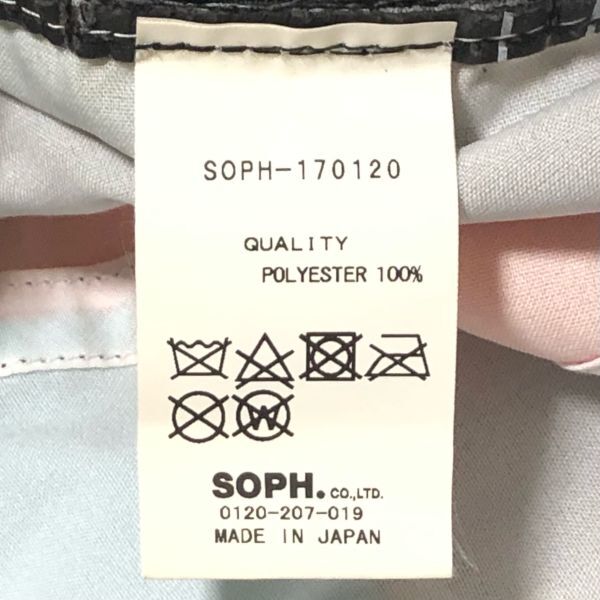 SOPH-170120
QUALITY
POLYESTER 100%
W
SOPH. CO.,LTD.
0120-207-019
MADE IN JAPAN